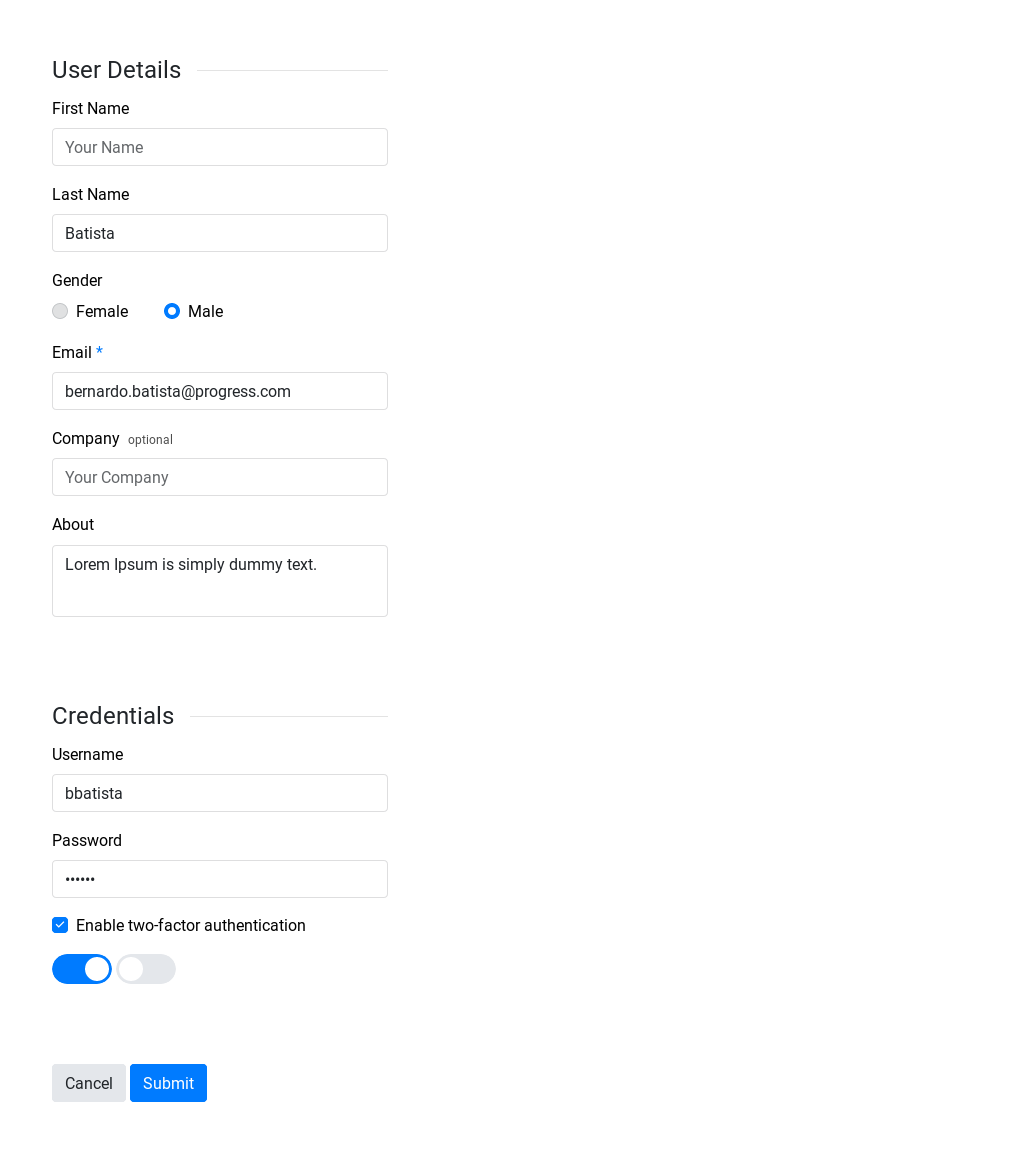 User Details
First Name
Your Name
Last Name
Batista
Gender
Female Male
Email *
bernardo.batista@progress.com
Company optional
Your Company
About
Lorem Ipsum is simply dummy text.
Credentials
Username
bbatista
Password
••••••
Enable two-factor authentication
Cancel Submit